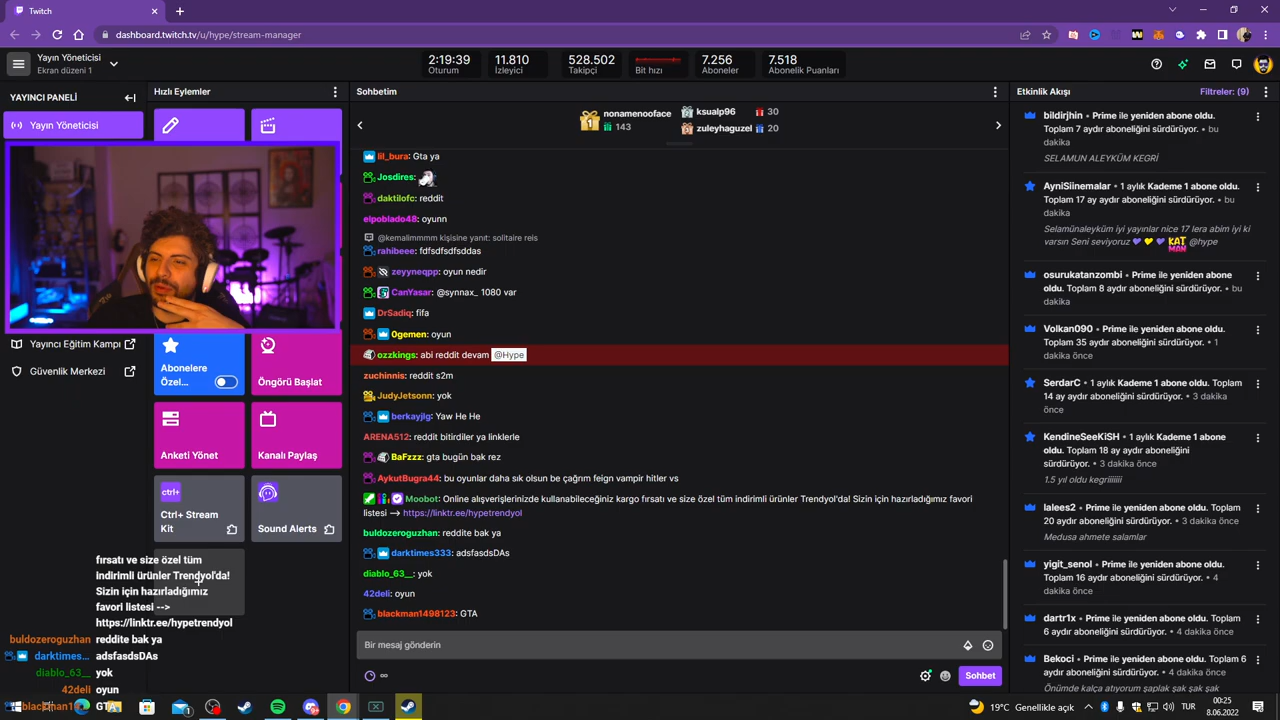 Twitch
dashboard.twitch.tv/u/hype/stream-manager
Yayın Yöneticisi
Ekran düzeni 1
2:19:39
Oturum
11.810
İzleyici
528.502
Takipçi
Bit hızı
7.256
Aboneler
7.518
Abonelik Puanları
YAYINCI PANELİ
Yayın Yöneticisi
Yayıncı Eğitim Kampı
Güvenlik Merkezi
Hızlı Eylemler
Abonelere
Özel...
Öngörü Başlat
Anketi Yönet
Kanalı Paylaş
ctrl+
Ctrl+ Stream
Kit
Sound Alerts
fırsatı ve size özel tüm
indirimli ürünler Trendyol'da!
Sizin için hazırladığımız
favori listesi -->
https://linktr.ee/hypetrendyol
buldozeroguzhan reddite bak ya
darktimes... adsfasdsDAs
diablo_63__ yok
42deli oyun
blackman1 GTA
Sohbetim
1
nonamenooface
143
ksualp96 30
zuleyhaguzel 20
lil_bura: Gta ya
Josdires:
daktilofc: reddit
elpoblado48: oyunn
@kemalimmmm kişisine yanıt: solitaire reis
rahibeee: fdfsdfsdfsddas
zeyyneqpp: oyun nedir
CanYasar: @synnax_ 1080 var
DrSadiq: fifa
0gemen: oyun
ozzkings: abi reddit devam @Hype
zuchinnis: reddit s2m
JudyJetsonn: yok
berkayjlg: Yaw He He
ARENA512: reddit bitirdiler ya linklerle
BaFzzz: gta bugün bak rez
AykutBugra44: bu oyunlar daha sık olsun be çağrım feign vampir hitler vs
Moobot: Online alışverişlerinizde kullanabileceğiniz kargo fırsatı ve size özel tüm indirimli ürünler Trendyol'da! Sizin için hazırladığımız favori
listesi --> https://linktr.ee/hypetrendyol
buldozeroguzhan: reddite bak ya
darktimes333: adsfasdsDAs
diablo_63__: yok
42deli: oyun
blackman1498123: GTA
Bir mesaj gönderin
∞
Sohbet
Etkinlik Akışı
Filtreler: (9)
bildirjhin • Prime ile yeniden abone oldu.
Toplam 7 aydır aboneliğini sürdürüyor. • bu
dakika
SELAMUN ALEYKÜM KEGRİ
AyniSiinemalar • 1 aylık Kademe 1 abone oldu.
Toplam 17 ay aydır aboneliğini sürdürüyor. • bu
dakika
Selamünaleyküm iyi yayınlar nice 17 lera abim iyi ki
varsın Seni seviyoruz KAT MAN @hype
osurukatanzombi • Prime ile yeniden abone
oldu. Toplam 8 aydır aboneliğini sürdürüyor. • bu
dakika
Volkan090 • Prime ile yeniden abone oldu.
Toplam 35 aydır aboneliğini sürdürüyor. • 1
dakika önce
SerdarC • 1 aylık Kademe 1 abone oldu. Toplam
14 ay aydır aboneliğini sürdürüyor. • 3 dakika
önce
KendineSeeKiSH • 1 aylık Kademe 1 abone
oldu. Toplam 18 ay aydır aboneliğini
sürdürüyor. • 3 dakika önce
1.5 yıl oldu kegriiiiiii
lalees2 • Prime ile yeniden abone oldu. Toplam
20 aydır aboneliğini sürdürüyor. • 3 dakika önce
Medusa ahmete salamlar
yigit_senol • Prime ile yeniden abone oldu.
Toplam 16 aydır aboneliğini sürdürüyor. • 4
dakika önce
dartr1x • Prime ile yeniden abone oldu. Toplam
6 aydır aboneliğini sürdürüyor. • 4 dakika önce
Bekoci • Prime ile yeniden abone oldu. Toplam 6
aydır aboneliğini sürdürüyor. • 4 dakika önce
Önümde kalça atıyorum şaplak şak şak şak
19°C Genellikle açık
TUR
00:25
8.06.2022